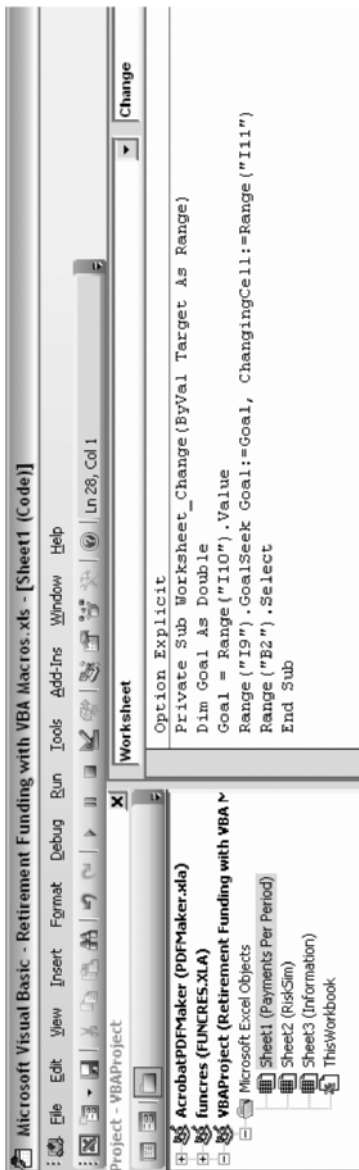 Microsoft Visual Basic - Retirement Funding with VBA Macros.xls - [Sheet1 (Code)]
File Edit View Insert Format Debug Run Tools Add-Ins Window Help
Ln 28, Col 1
Project - VBAProject
AcrobatPDFMaker (PDFMaker.xla)
funcres (FUNCRES.XLA)
VBAProject (Retirement Funding with VBA M
Microsoft Excel Objects
Sheet1 (Payments Per Period)
Sheet2 (RiskSim)
Sheet3 (Information)
ThisWorkbook
Worksheet
Change
Option Explicit
Private Sub Worksheet_Change(ByVal Target As Range)
Dim Goal As Double
Goal = Range("I10").Value
Range("I9").GoalSeek Goal:=Goal, ChangingCell:=Range("I11")
Range("B2").Select
End Sub